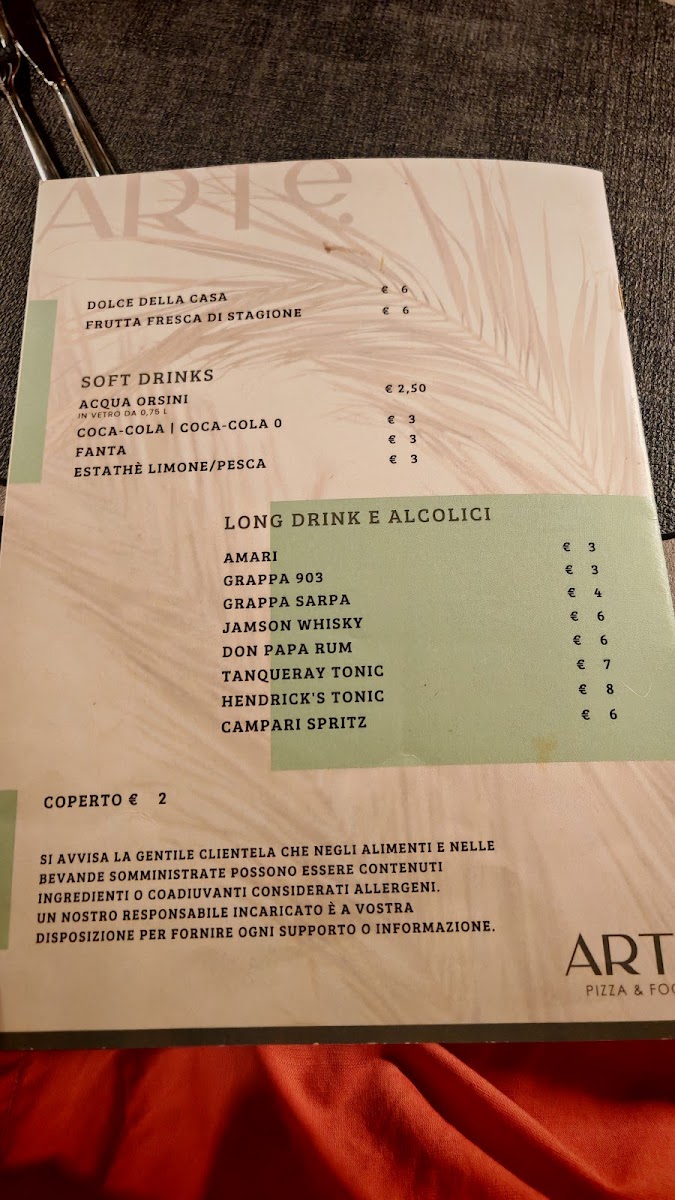 ARTe.
DOLCE DELLA CASA € 6
FRUTTA FRESCA DI STAGIONE € 6
SOFT DRINKS
ACQUA ORSINI € 2,50
IN VETRO DA 0,75 L
COCA-COLA | COCA-COLA 0 € 3
FANTA € 3
ESTATHÈ LIMONE/PESCA € 3
LONG DRINK E ALCOLICI
AMARI € 3
GRAPPA 903 € 3
GRAPPA SARPA € 4
JAMSON WHISKY € 6
DON PAPA RUM € 6
TANQUERAY TONIC € 7
HENDRICK'S TONIC € 8
CAMPARI SPRITZ € 6
COPERTO € 2
SI AVVISA LA GENTILE CLIENTELA CHE NEGLI ALIMENTI E NELLE
BEVANDE SOMMINISTRATE POSSONO ESSERE CONTENUTI
INGREDIENTI O COADIUVANTI CONSIDERATI ALLERGENI.
UN NOSTRO RESPONSABILE INCARICATO È A VOSTRA
DISPOSIZIONE PER FORNIRE OGNI SUPPORTO O INFORMAZIONE.
ART
PIZZA & FOO